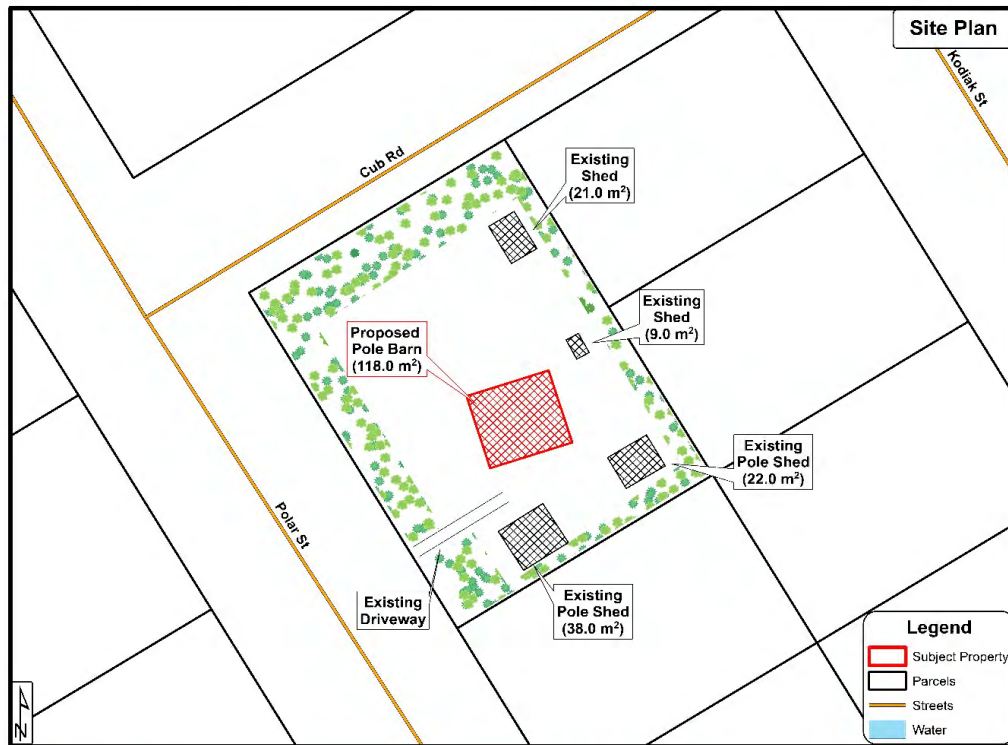 Site Plan
Kodiak St
Cub Rd
Existing
Shed
(21.0 m²)
Existing
Shed
(9.0 m²)
Proposed
Pole Barn
(118.0 m²)
Existing
Pole Shed
(22.0 m²)
Polar St
Existing
Driveway
Existing
Pole Shed
(38.0 m²)
Legend
Subject Property
Parcels
Streets
Water
N